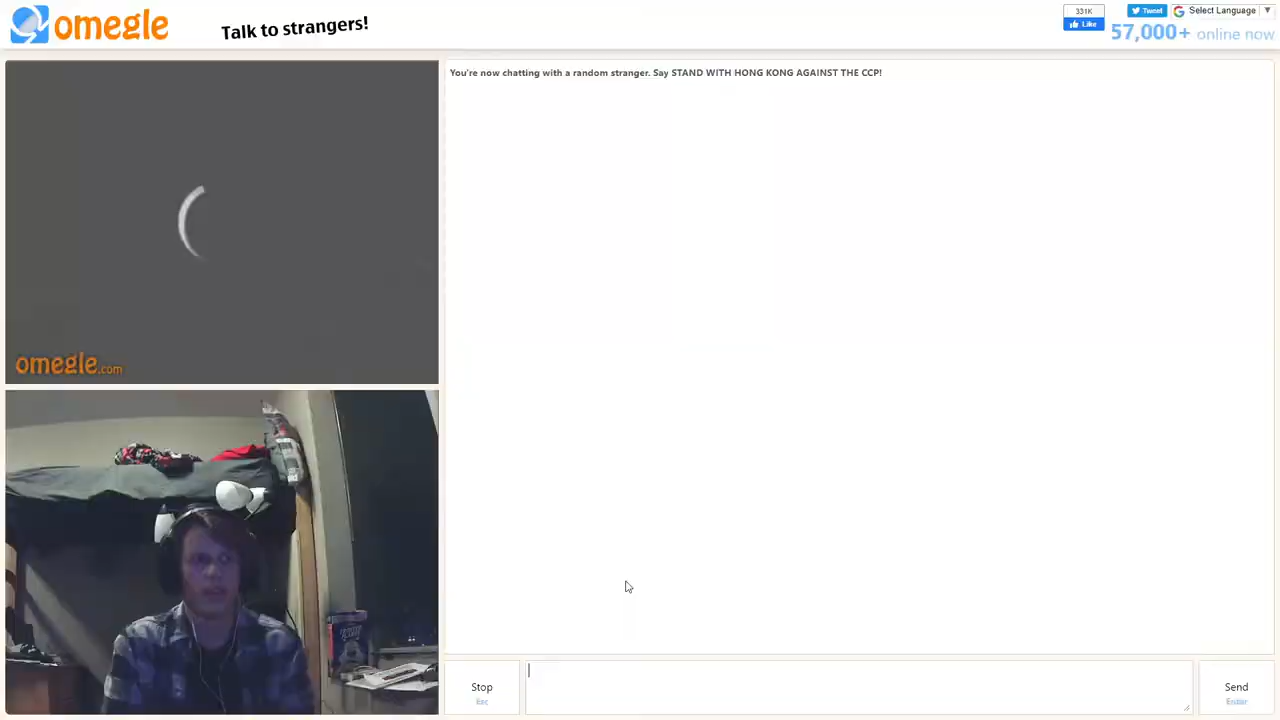 omegle
Talk to strangers!
331K
Like
Tweet
Select Language ▼
57,000+ online now
You're now chatting with a random stranger. Say STAND WITH HONG KONG AGAINST THE CCP!
omegle.com
Stop
Esc
Send
Enter